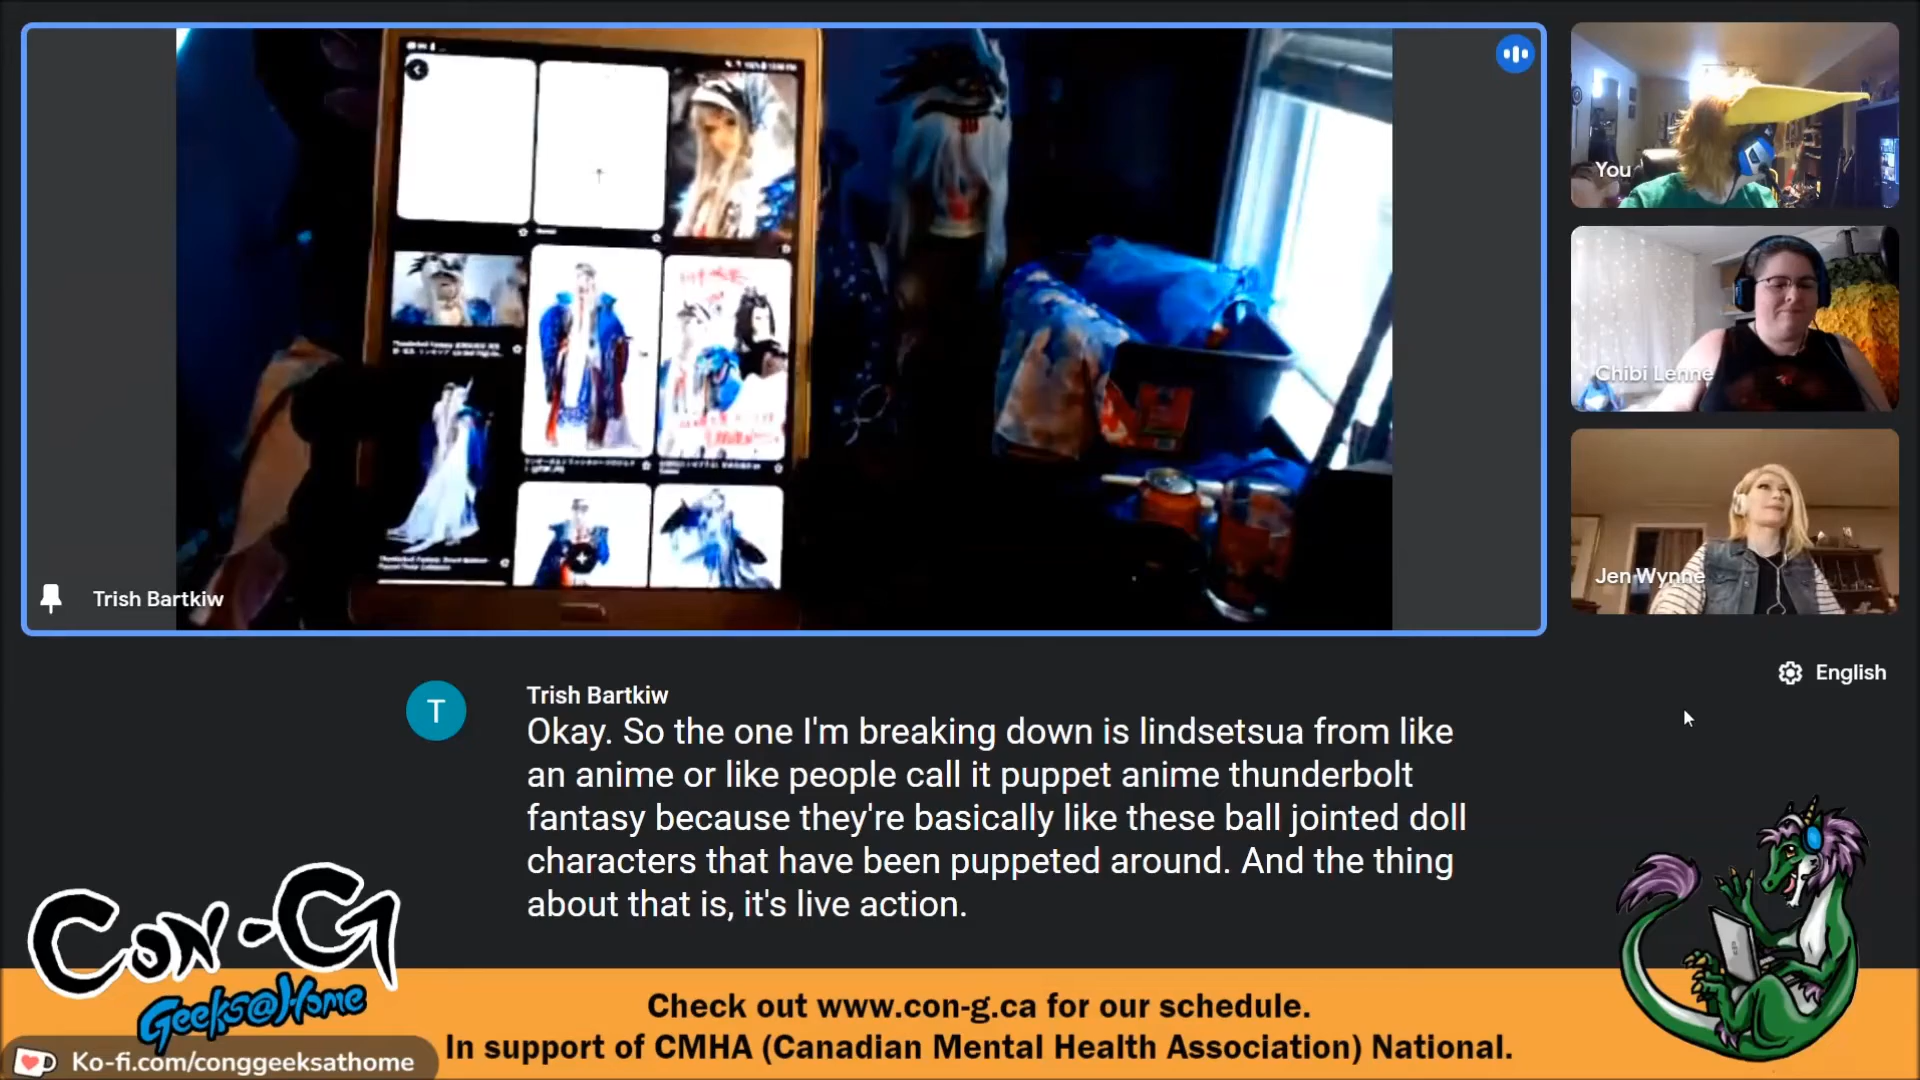 You
Chibi Lenne
Jen Wynne
Trish Bartkiw
English
T
Trish Bartkiw
Okay. So the one I'm breaking down is lindsetsua from like
an anime or like people call it puppet anime thunderbolt
fantasy because they're basically like these ball jointed doll
characters that have been puppeted around. And the thing
about that is, it's live action.
Con-G
Geeks@Home
Check out www.con-g.ca for our schedule.
In support of CMHA (Canadian Mental Health Association) National.
Ko-fi.com/conggeeksathome